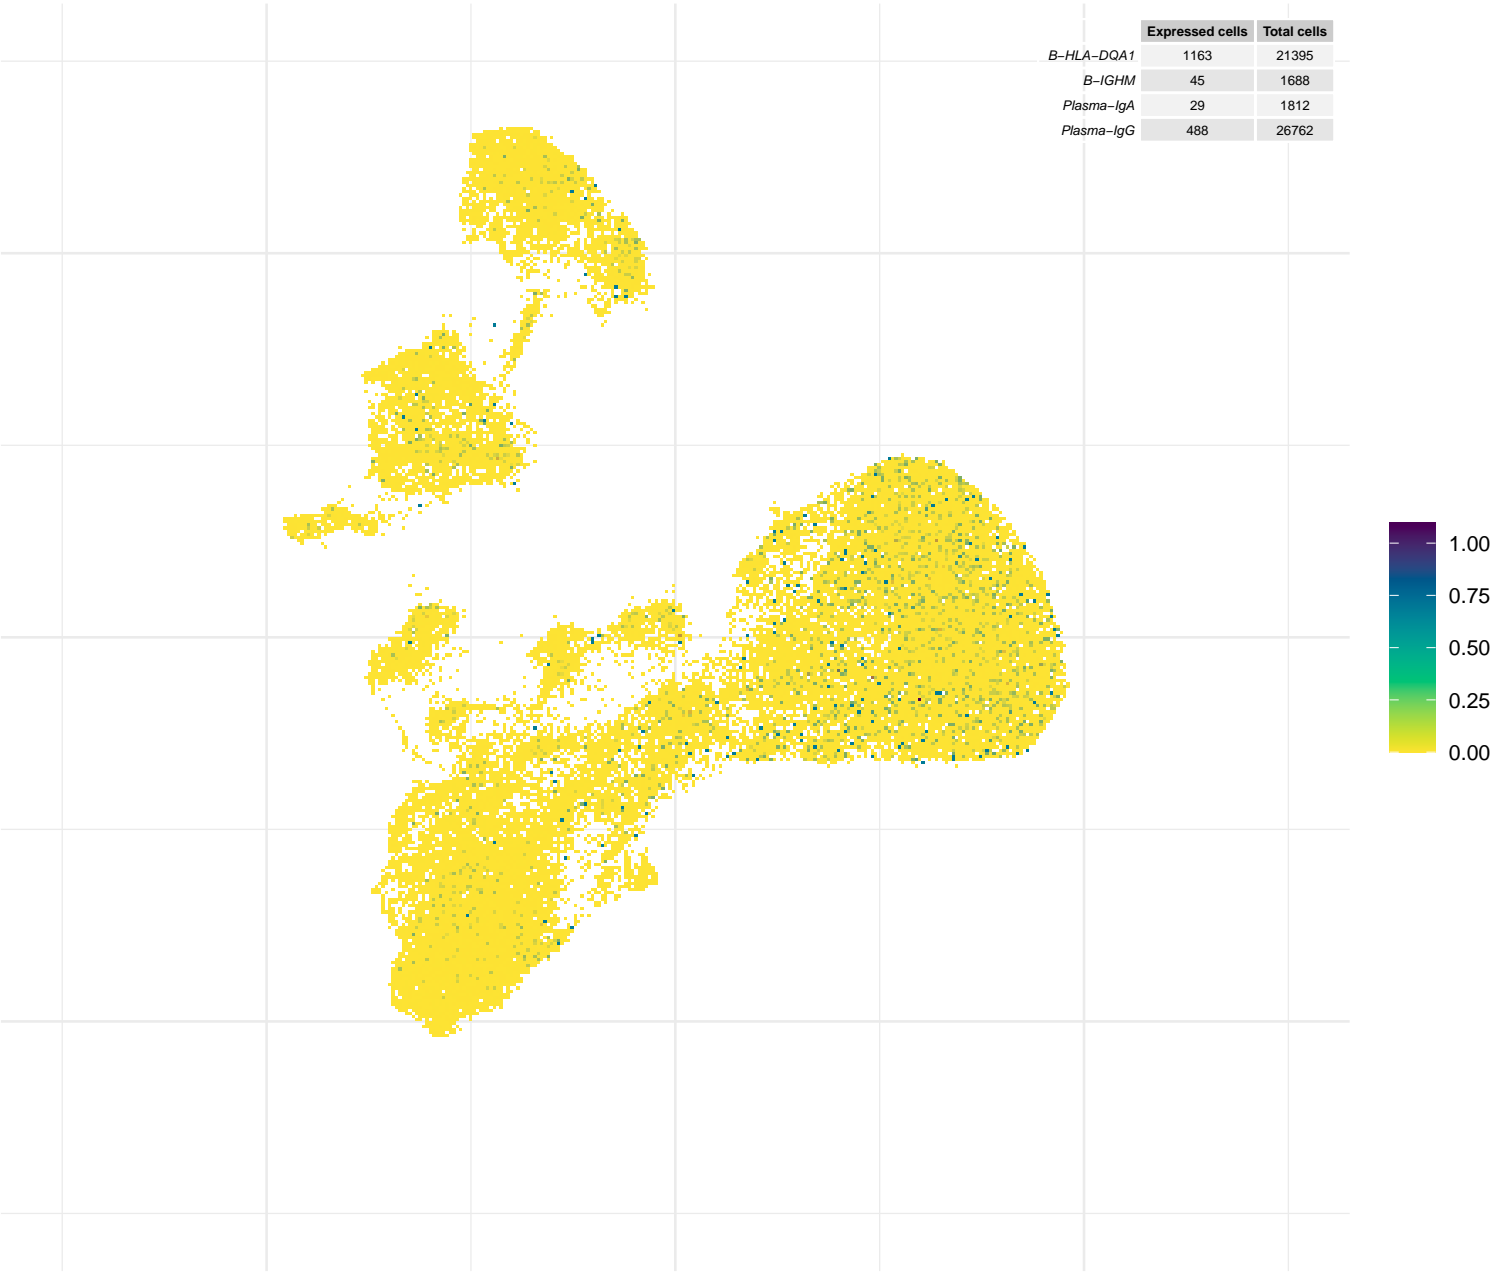 Expressed cells Total cells
B−HLA−DQA1 1163 21395
B−IGHM 45 1688
Plasma−IgA 29 1812
Plasma−IgG 488 26762
1.00
0.75
0.50
0.25
0.00